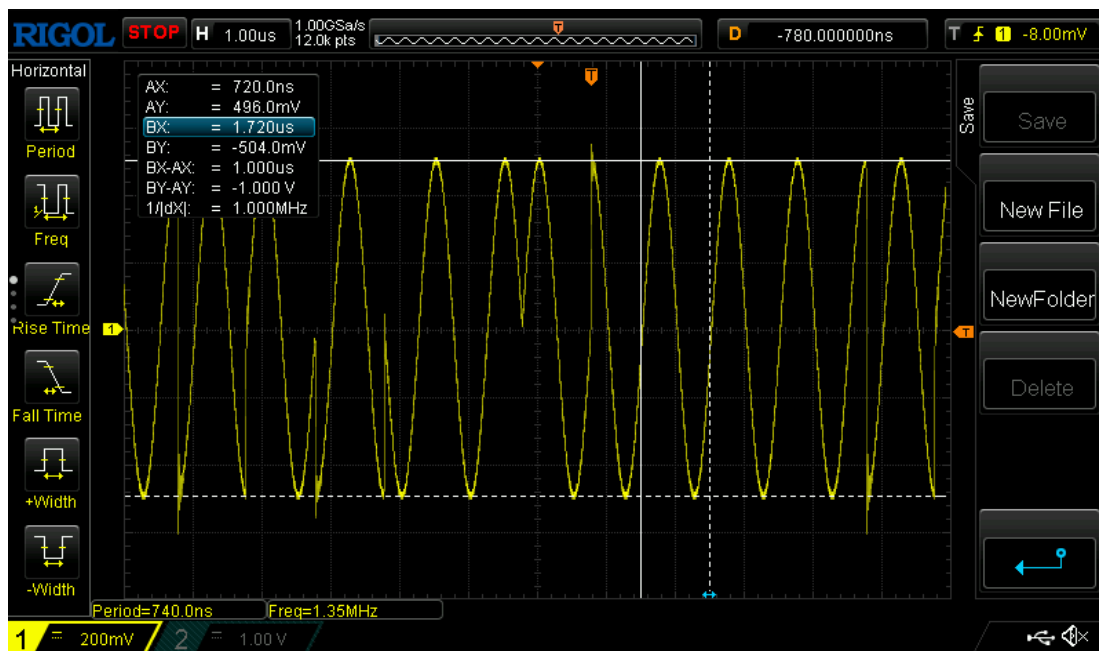 RIGOL STOP H 1.00us 1.00GSa/s 12.0k pts T D -780.000000ns T 1 -8.00mV
Horizontal
Period
Freq
Rise Time
Fall Time
+Width
-Width
AX: = 720.0ns
AY: = 496.0mV
BX: = 1.720us
BY: = -504.0mV
BX-AX: = 1.000us
BY-AY: = -1.000 V
1/|dX|: = 1.000MHz
T
1
T
Save
Save
New File
NewFolder
Delete
Period=740.0ns Freq=1.35MHz
1 = 200mV 2 = 1.00 V